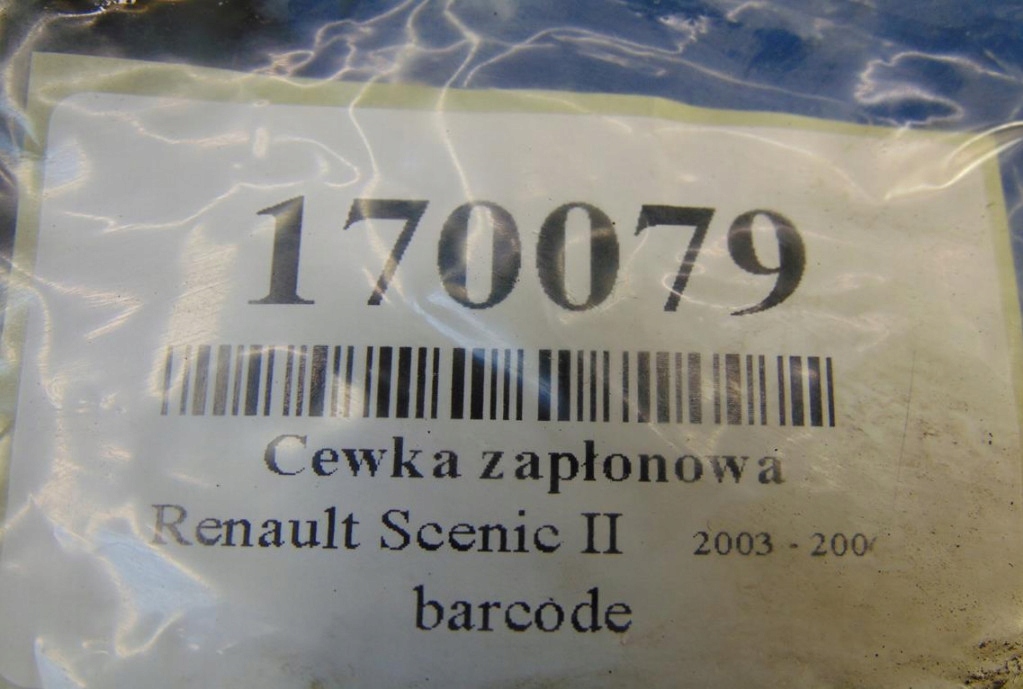 170079
Cewka zapłonowa
Renault Scenic II 2003 -
barcode